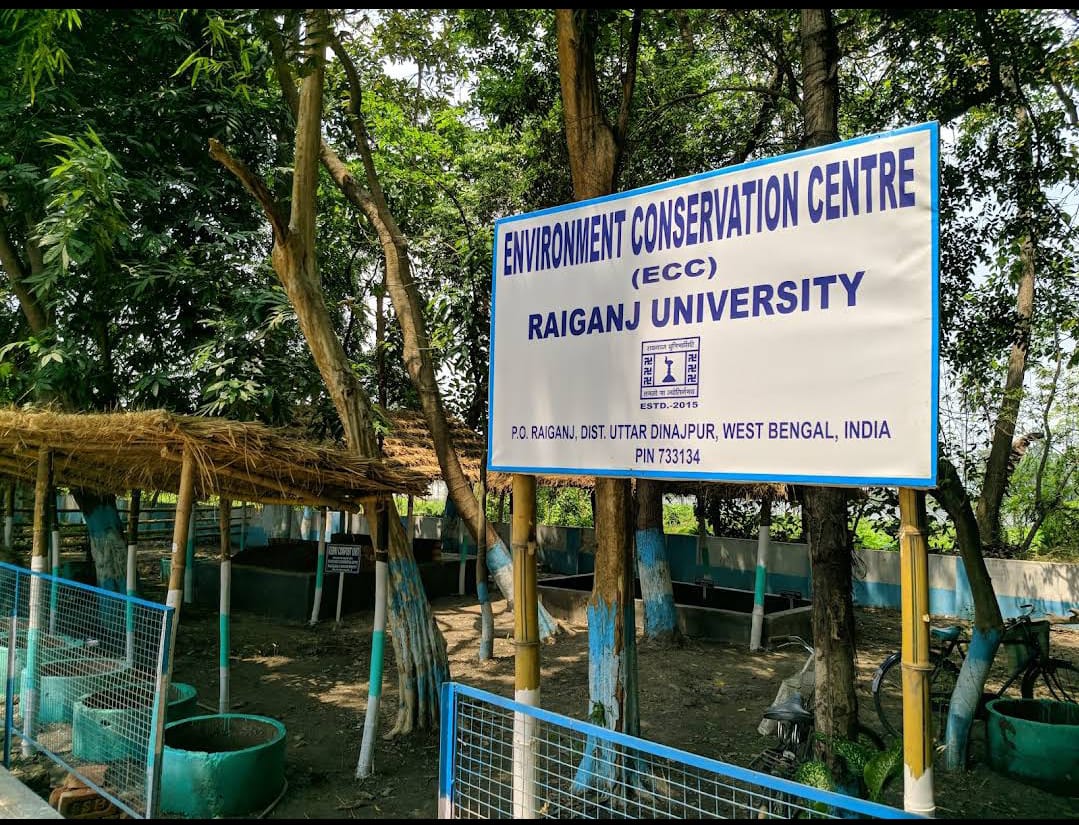 ENVIRONMENT CONSERVATION CENTRE
(ECC)
RAIGANJ UNIVERSITY
ESTD.-2015
P.O. RAIGANJ, DIST. UTTAR DINAJPUR, WEST BENGAL, INDIA
PIN 733134